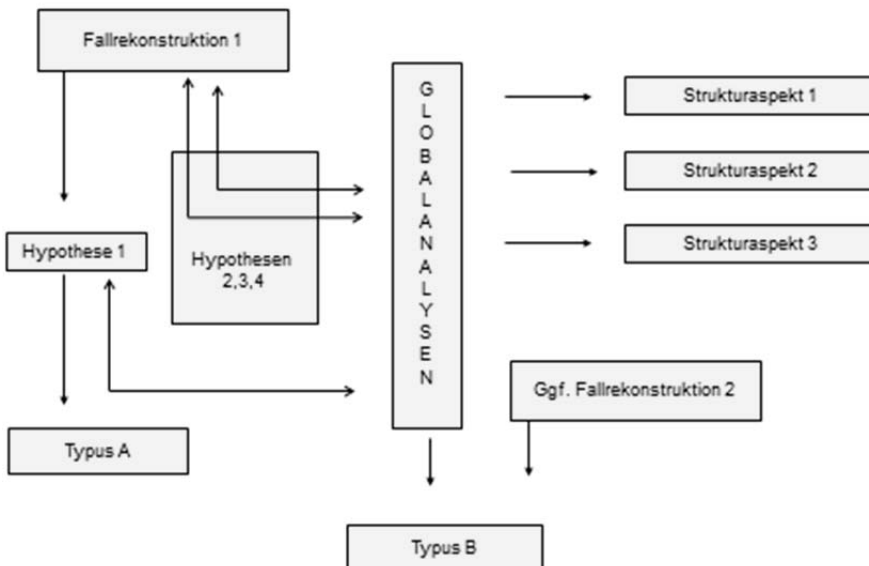 Fallrekonstruktion 1
GLOBALANALYSEN
Strukturaspekt 1
Strukturaspekt 2
Strukturaspekt 3
Hypothese 1
Hypothesen
2,3,4
Ggf. Fallrekonstruktion 2
Typus A
Typus B